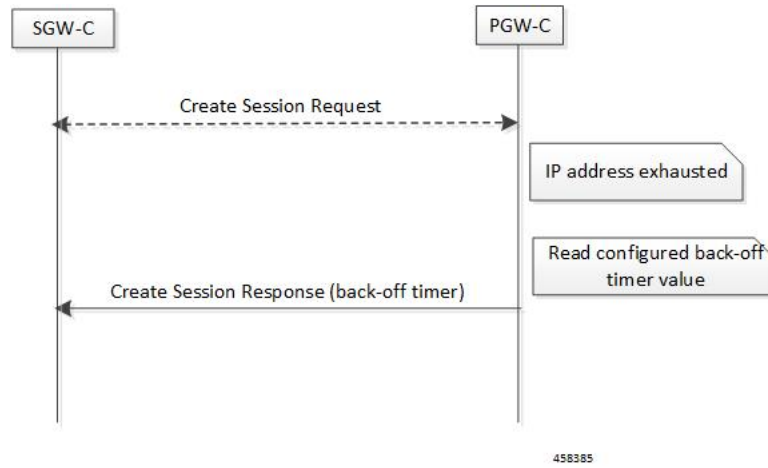 SGW-C
PGW-C
Create Session Request
IP address exhausted
Read configured back-off
timer value
Create Session Response (back-off timer)
458385